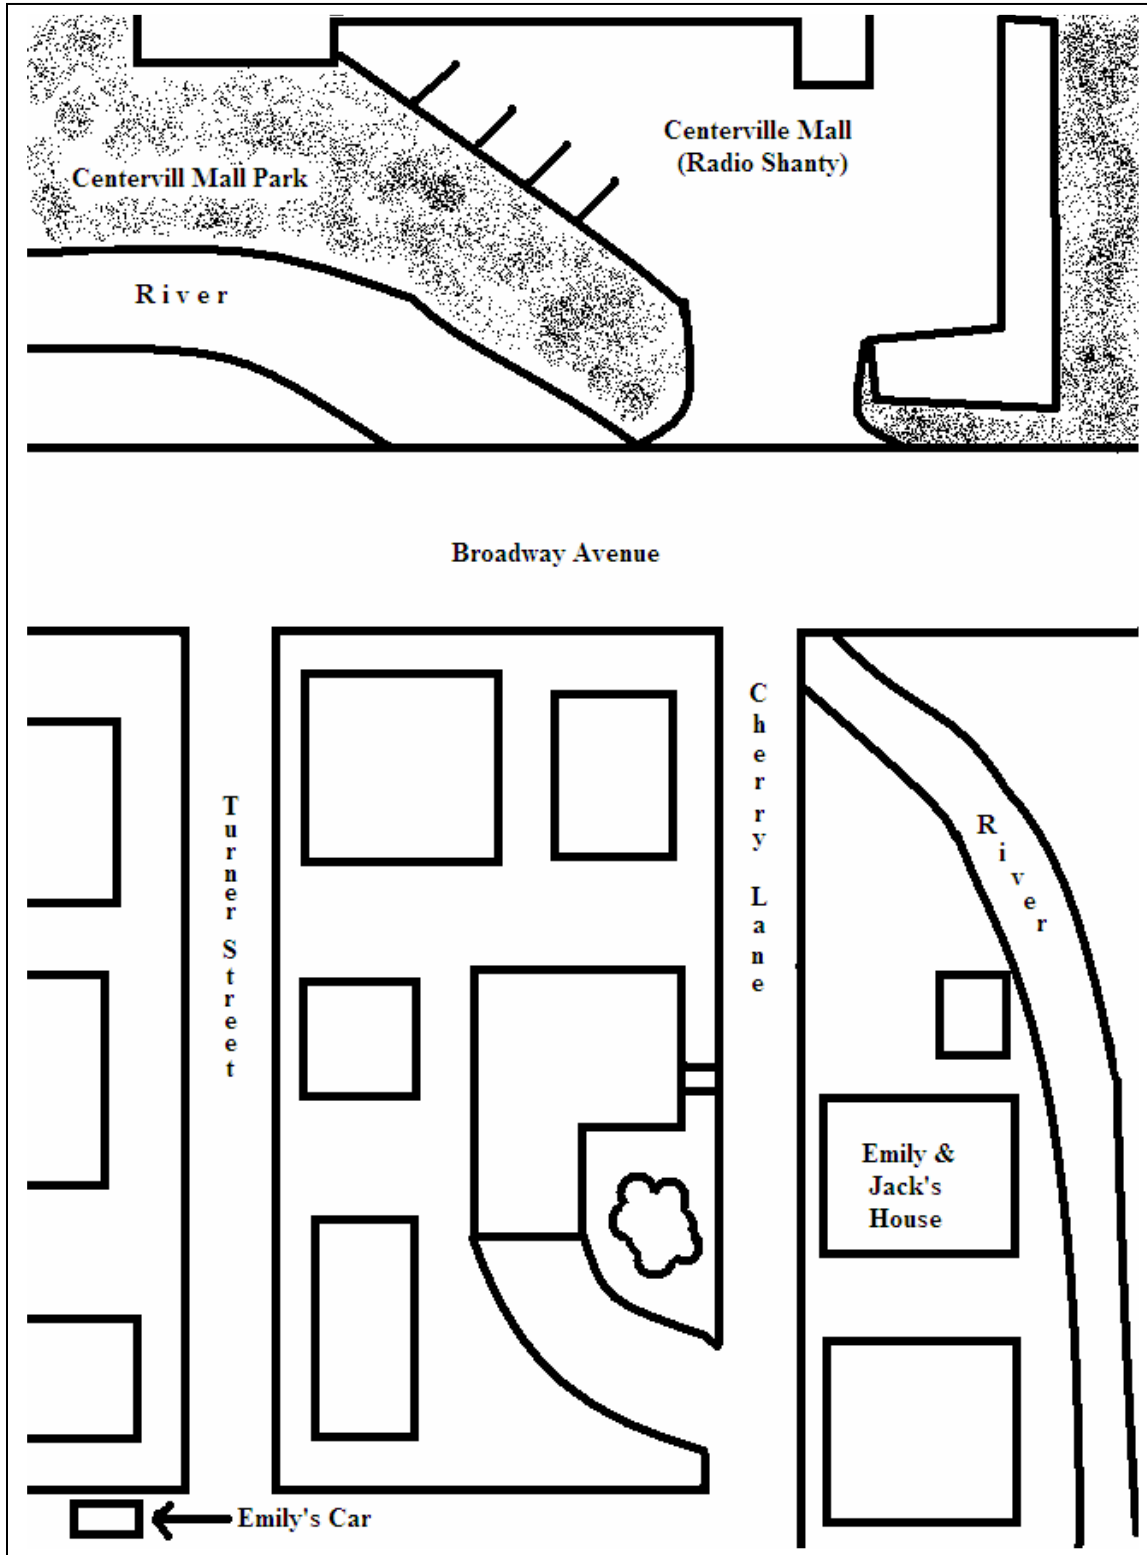 Centerville Mall
(Radio Shanty)
Centervill Mall Park
River
Broadway Avenue
Cherry Lane
Turner Street
River
Emily &
Jack's
House
Emily's Car